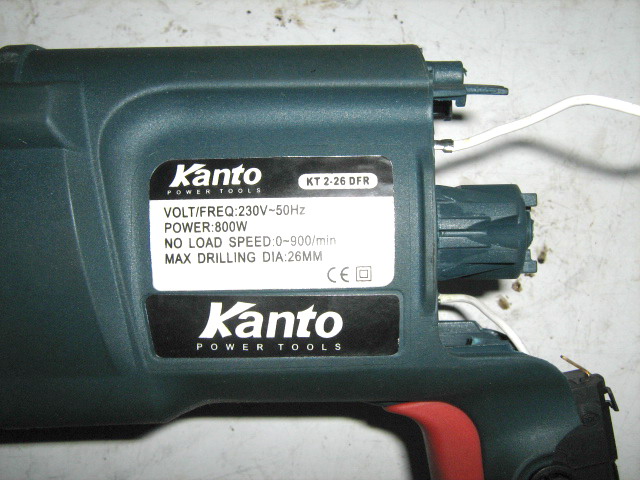 Kanto
POWER TOOLS
KT 2-26 DFR
VOLT/FREQ:230V~50Hz
POWER:800W
NO LOAD SPEED:0~900/min
MAX DRILLING DIA:26MM
CE
Kanto
POWER TOOLS